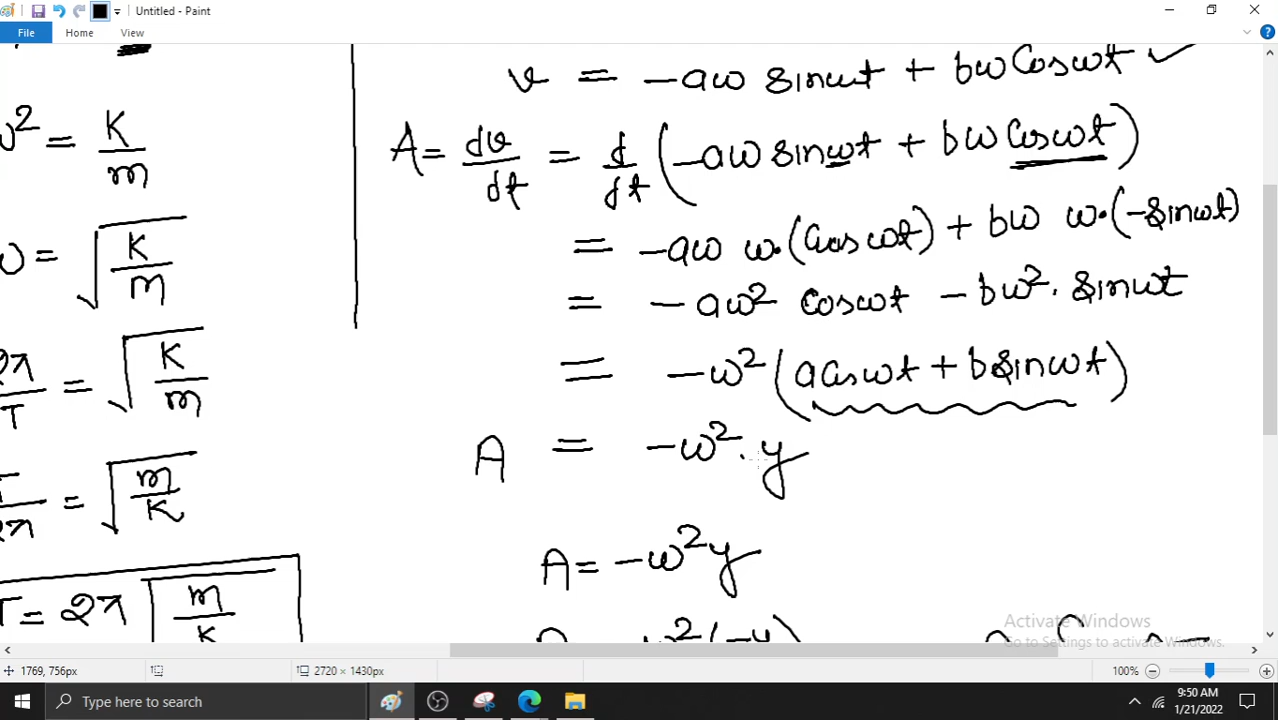 Untitled - Paint
File Home View
v = -aω sinωt + bω Cosωt ✓
A = dv/dt = d/dt (-aω sinωt + bω cosωt)
= -aω ω·(cosωt) + bω ω·(-sinωt)
= -aω² cosωt - bω²· sinωt
= -ω² (acosωt + bsinωt)
A = -ω²· y
A = -ω²y
ω² = K/m
ω = √K/m
2π/T = √K/m
T/2π = √m/K
T = 2π √m/K
Activate Windows
Go to Settings to activate Windows.
1769, 756px
2720 × 1430px
100%
Type here to search
9:50 AM
1/21/2022